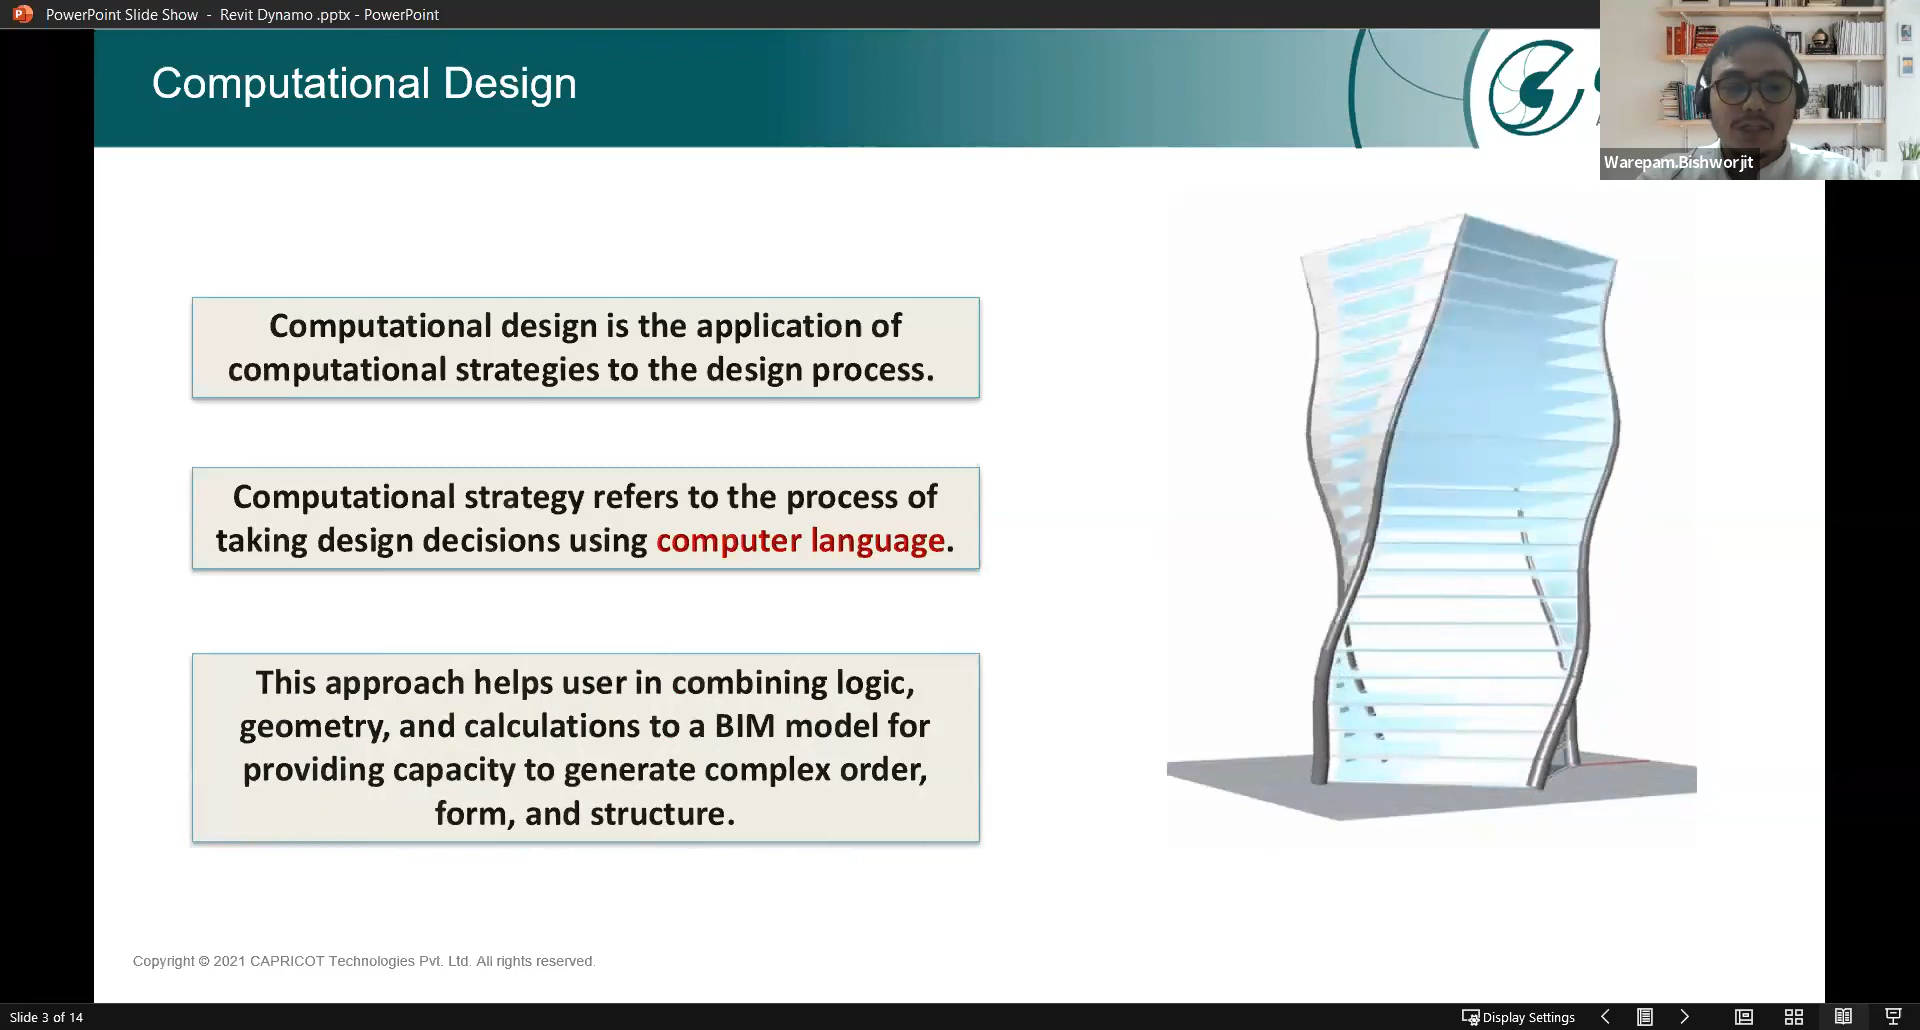 PowerPoint Slide Show - Revit Dynamo .pptx - PowerPoint
Computational Design
Warepam.Bishworjit
Computational design is the application of
computational strategies to the design process.
Computational strategy refers to the process of
taking design decisions using computer language.
This approach helps user in combining logic,
geometry, and calculations to a BIM model for
providing capacity to generate complex order,
form, and structure.
Copyright © 2021 CAPRICOT Technologies Pvt. Ltd. All rights reserved.
Slide 3 of 14
Display Settings